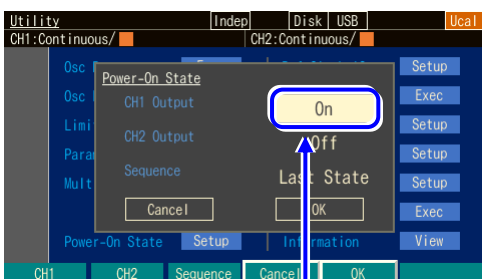 Utility Indep Disk USB Ucal
CH1:Continuous/ CH2:Continuous/
Osc Setup
Power-On State
Osc CH1 Output On Exec
Limi CH2 Output Off Setup
Param Setup
Sequence Last State
Mult Setup
Cancel OK Exec
Power-On State Setup Information View
CH1 CH2 Sequence Cancel OK